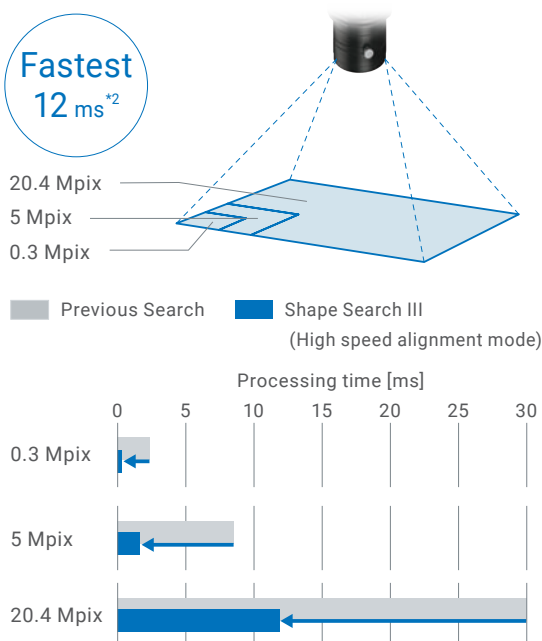 Fastest
12 ms*2
20.4 Mpix
5 Mpix
0.3 Mpix
Previous Search
Shape Search III
(High speed alignment mode)
Processing time [ms]
0 5 10 15 20 25 30
0.3 Mpix
5 Mpix
20.4 Mpix